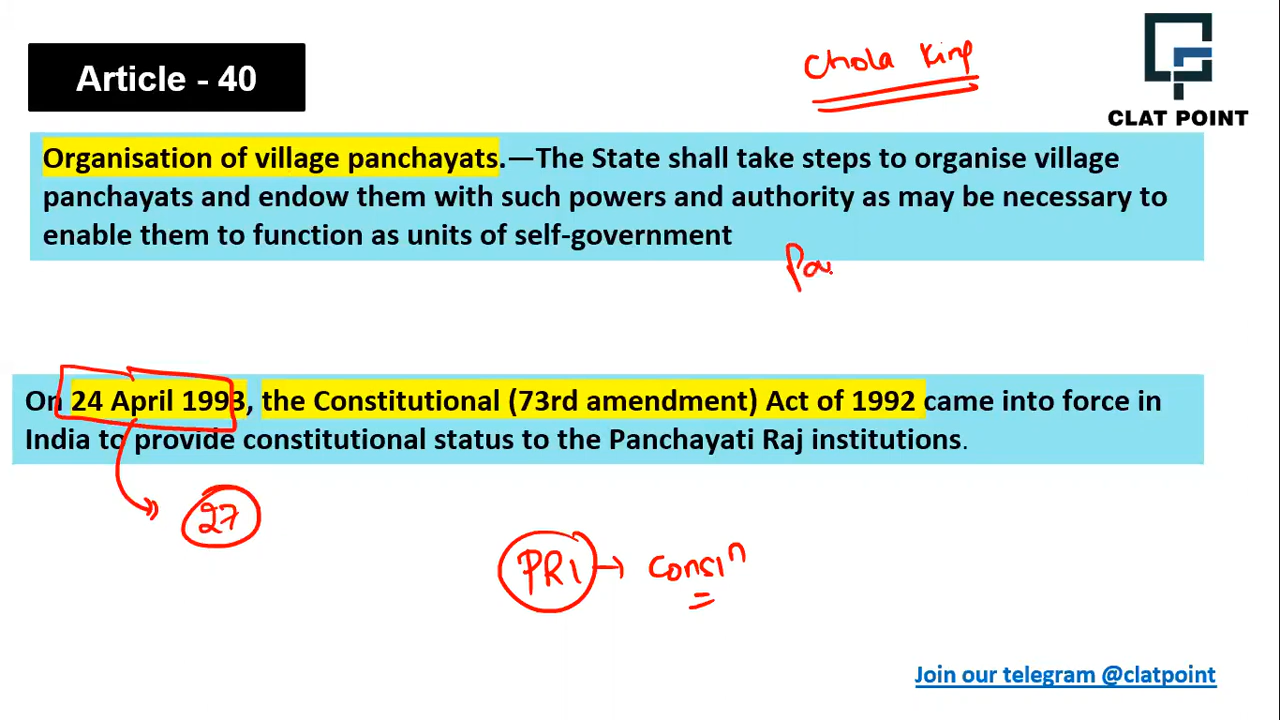 Chola King
Article - 40
CLAT POINT
Organisation of village panchayats.—The State shall take steps to organise village
panchayats and endow them with such powers and authority as may be necessary to
enable them to function as units of self-government
Pa
On 24 April 1993, the Constitutional (73rd amendment) Act of 1992 came into force in
India to provide constitutional status to the Panchayati Raj institutions.
27
PRI → Consin
Join our telegram @clatpoint